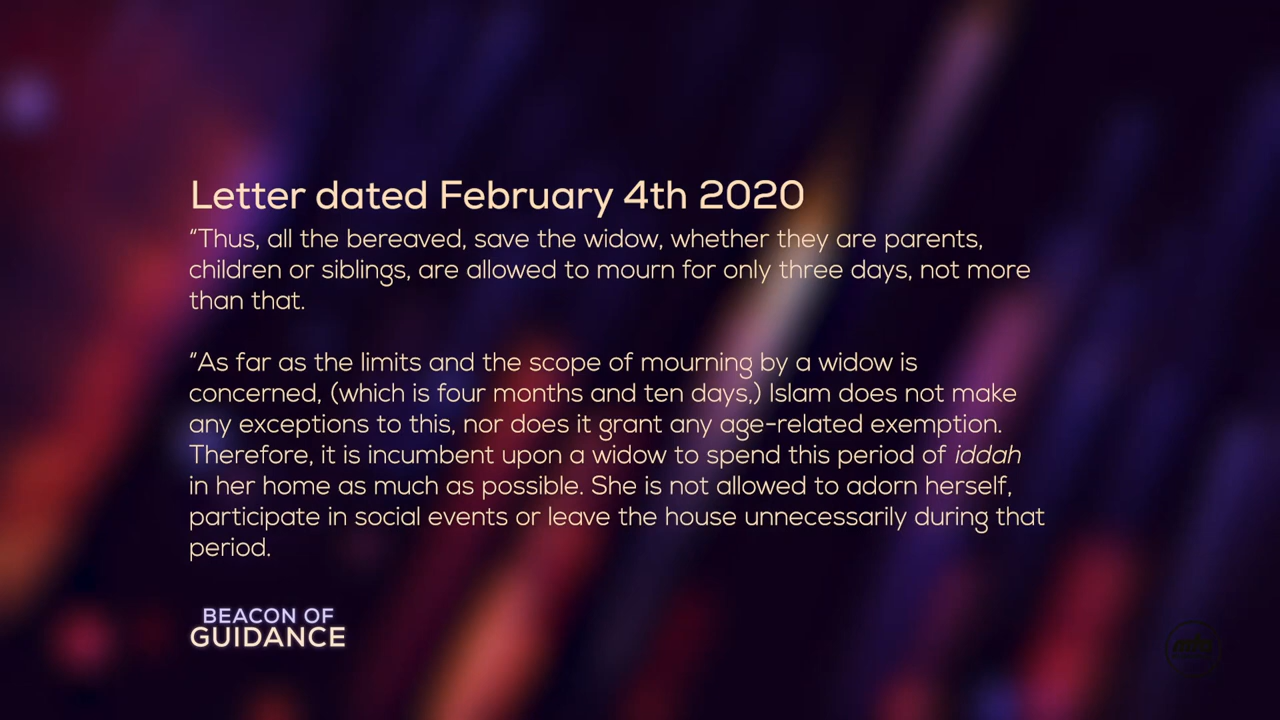 Letter dated February 4th 2020
“Thus, all the bereaved, save the widow, whether they are parents,
children or siblings, are allowed to mourn for only three days, not more
than that.
“As far as the limits and the scope of mourning by a widow is
concerned, (which is four months and ten days,) Islam does not make
any exceptions to this, nor does it grant any age-related exemption.
Therefore, it is incumbent upon a widow to spend this period of iddah
in her home as much as possible. She is not allowed to adorn herself,
participate in social events or leave the house unnecessarily during that
period.
BEACON OF
GUIDANCE